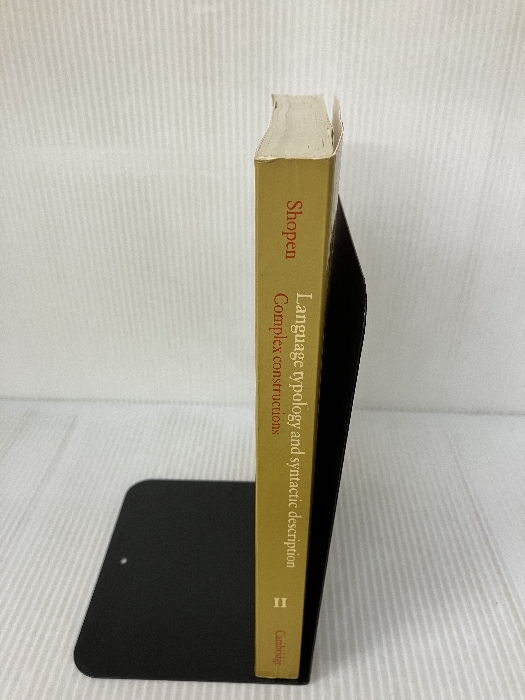 Shopen
Language typology and syntactic description
Complex constructions
II
Cambridge